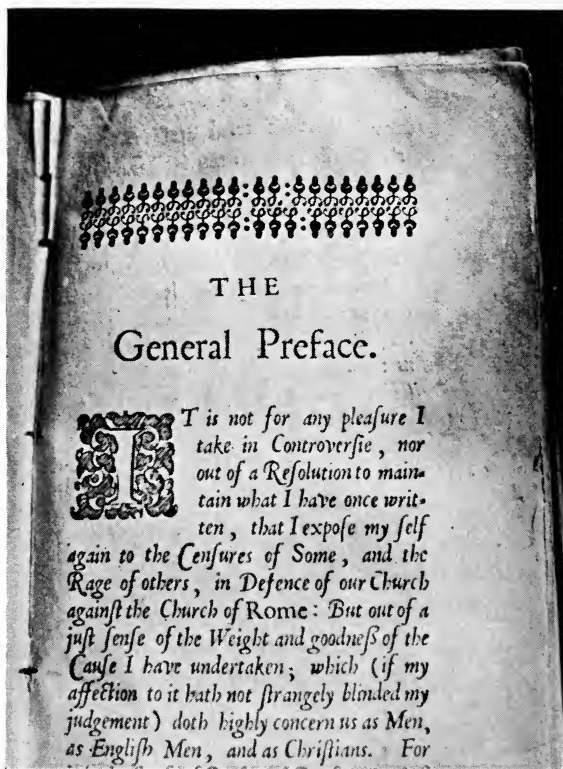 THE
General Preface.
IT is not for any pleaſure I
take in Controverſie, nor
out of a Reſolution to main-
tain what I have once writ-
ten, that I expoſe my ſelf
again to the Cenſures of Some, and the
Rage of others, in Defence of our Church
againſt the Church of Rome: But out of a
juſt ſenſe of the Weight and goodneſs of the
Cauſe I have undertaken; which (if my
affection to it hath not ſtrangely blinded my
judgement) doth highly concern us as Men,
as Engliſh Men, and as Chriſtians. For